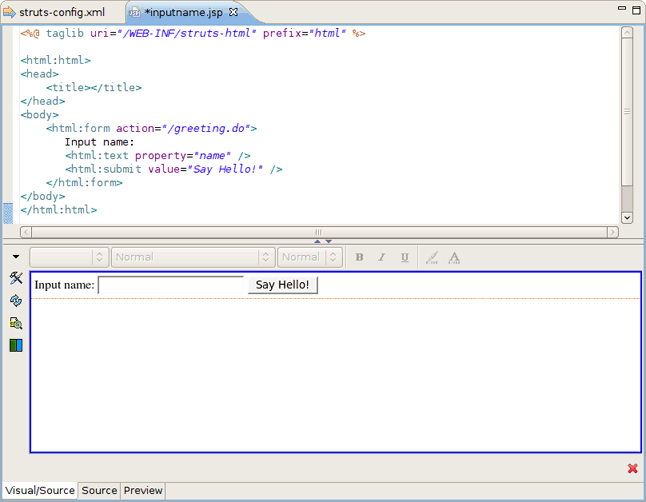 struts-config.xml *inputname.jsp
<%@ taglib uri="/WEB-INF/struts-html" prefix="html" %>
<html:html>
<head>
<title></title>
</head>
<body>
<html:form action="/greeting.do">
Input name:
<html:text property="name" />
<html:submit value="Say Hello!" />
</html:form>
</body>
</html:html>
Normal Normal B I U A
Input name: Say Hello!
Visual/Source Source Preview